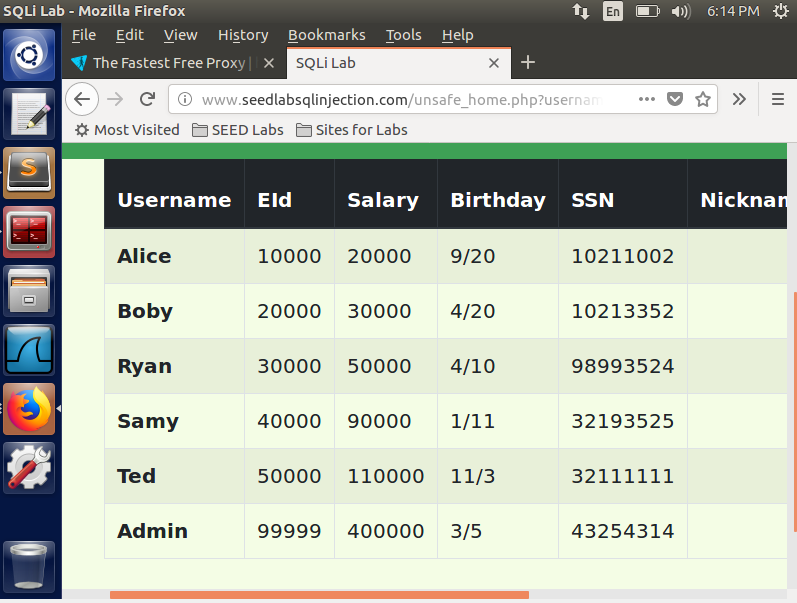 SQLi Lab - Mozilla Firefox En 6:14 PM
File Edit View History Bookmarks Tools Help
The Fastest Free Proxy | SQLi Lab
www.seedlabsqlinjection.com/unsafe_home.php?usernam
Most Visited SEED Labs Sites for Labs
Username EId Salary Birthday SSN Nicknam
Alice 10000 20000 9/20 10211002
Boby 20000 30000 4/20 10213352
Ryan 30000 50000 4/10 98993524
Samy 40000 90000 1/11 32193525
Ted 50000 110000 11/3 32111111
Admin 99999 400000 3/5 43254314